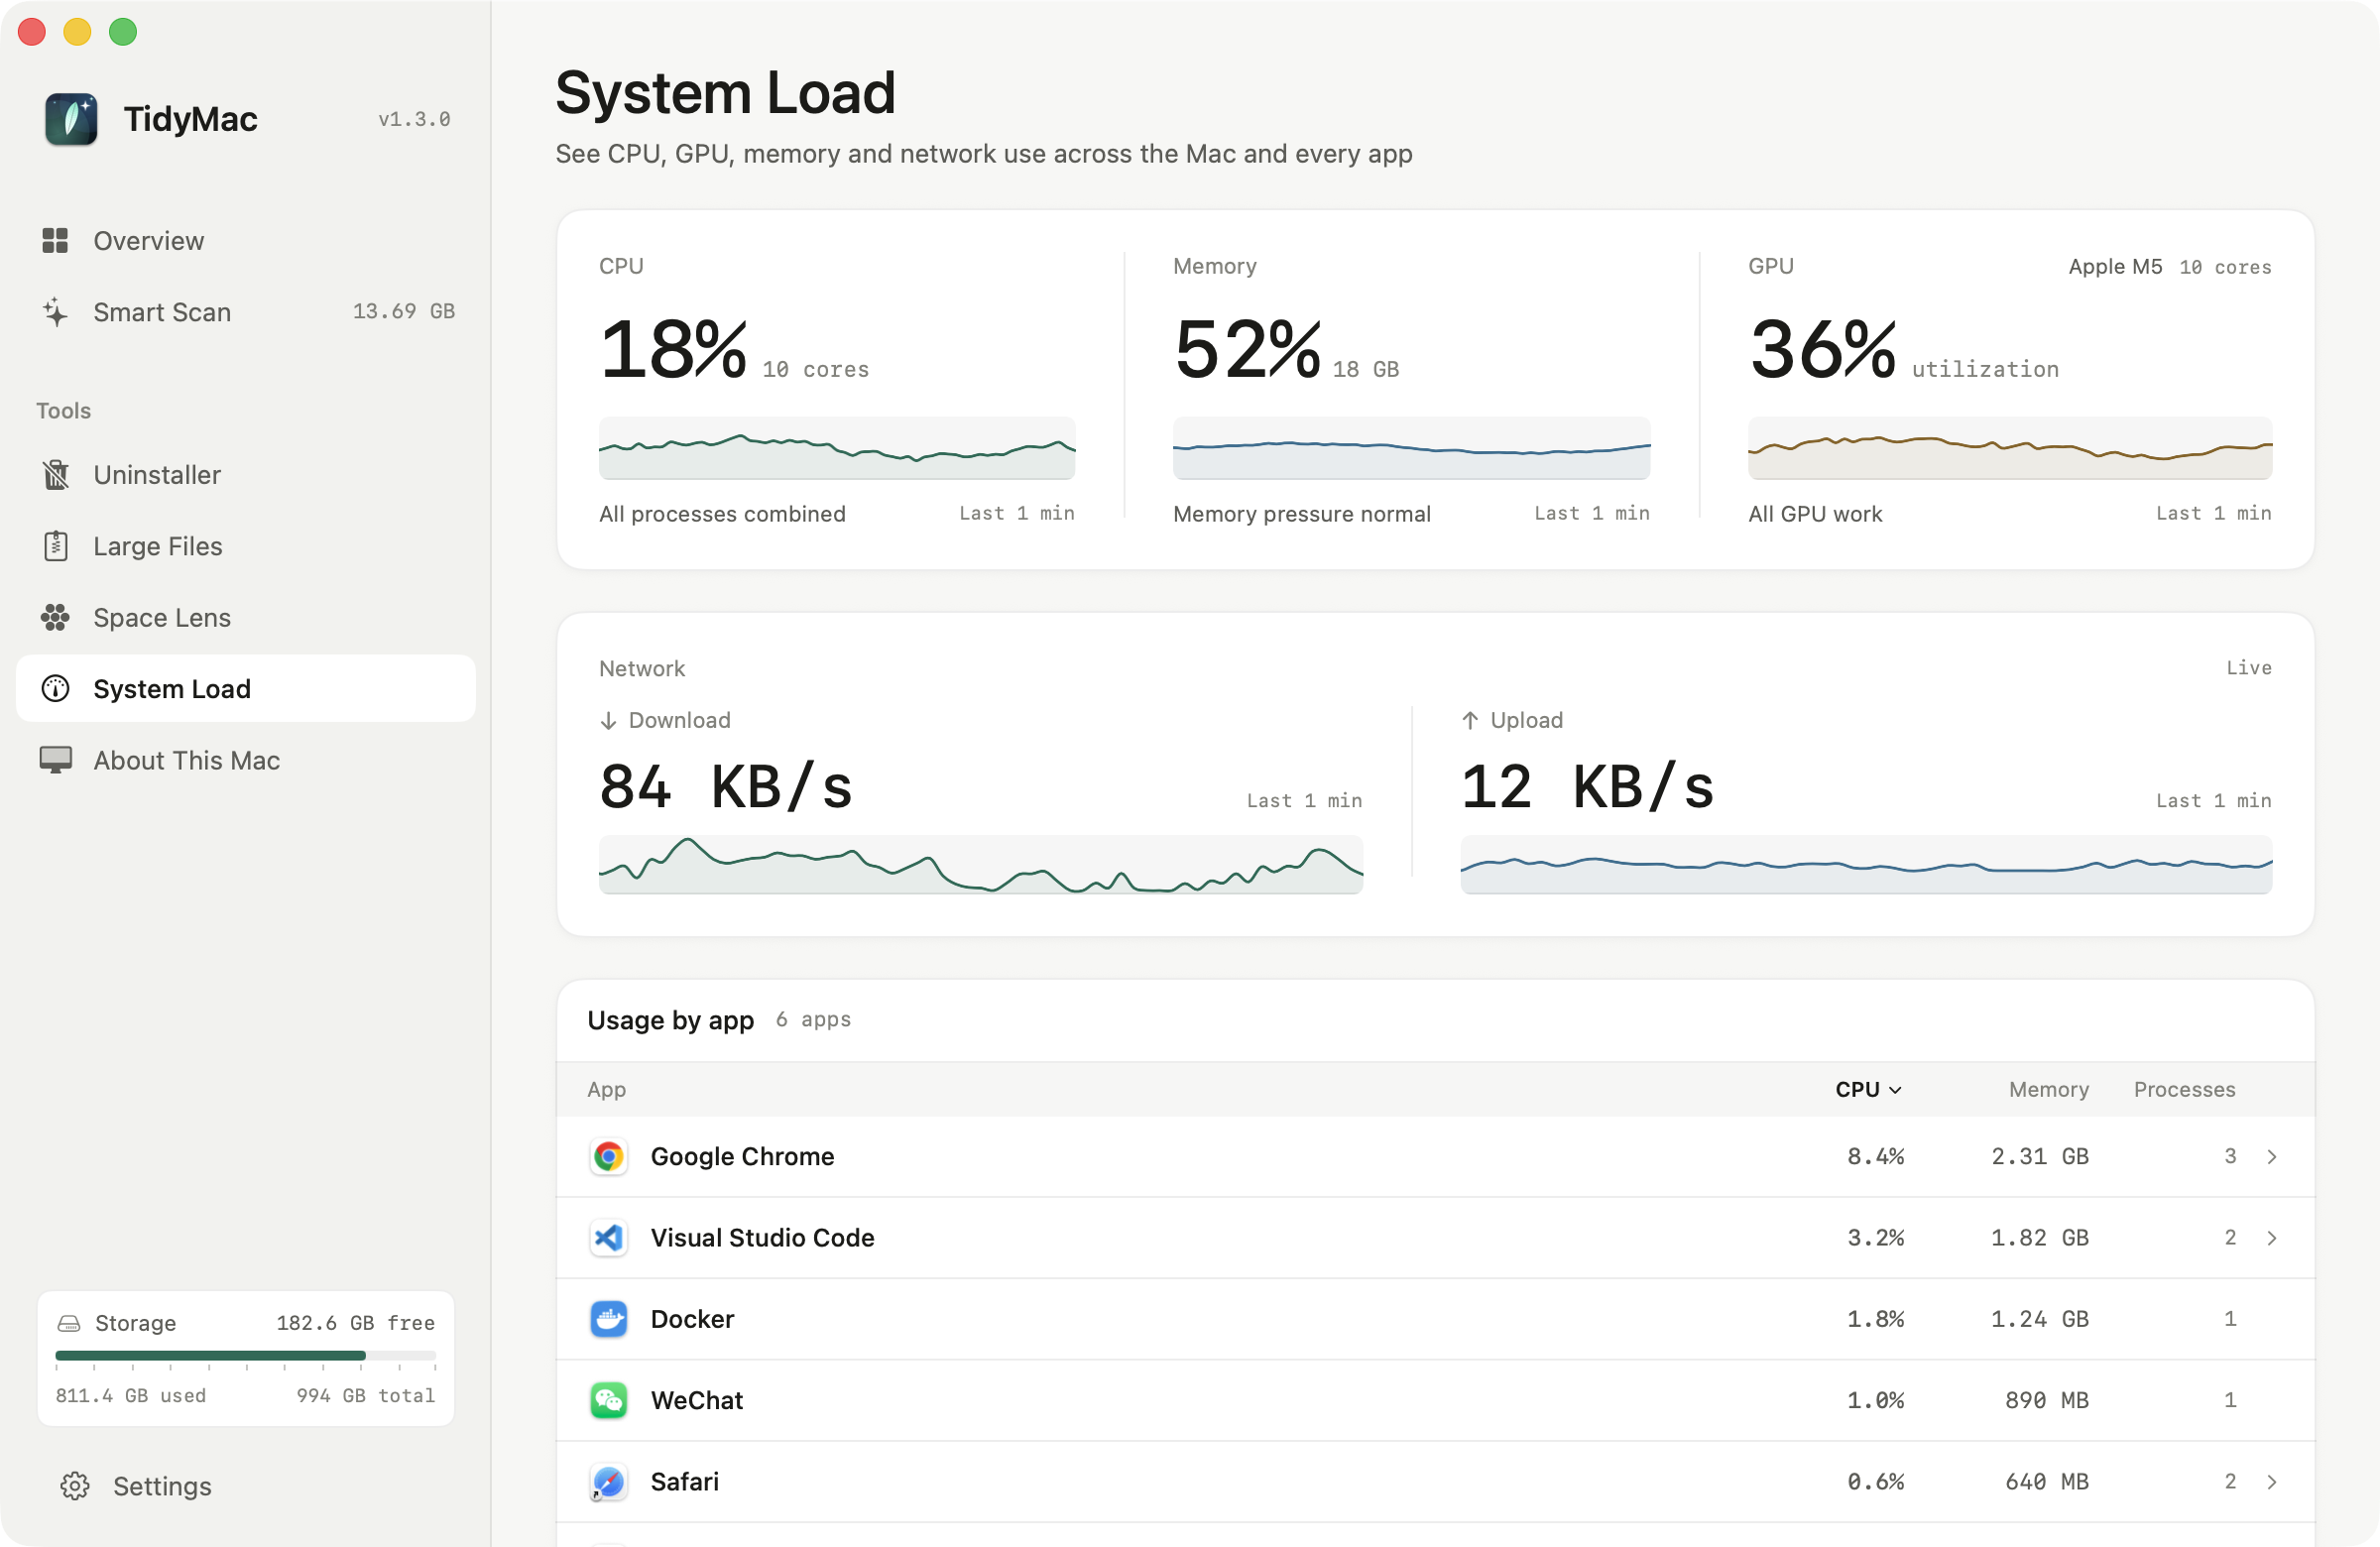 TidyMac v1.3.0
Overview
Smart Scan 13.69 GB
Tools
Uninstaller
Large Files
Space Lens
System Load
About This Mac
Storage 182.6 GB free
811.4 GB used 994 GB total
Settings
System Load
See CPU, GPU, memory and network use across the Mac and every app
CPU
18% 10 cores
All processes combined Last 1 min
Memory
52% 18 GB
Memory pressure normal Last 1 min
GPU Apple M5 10 cores
36% utilization
All GPU work Last 1 min
Network Live
Download
84 KB/s Last 1 min
Upload
12 KB/s Last 1 min
Usage by app 6 apps
App CPU Memory Processes
Google Chrome 8.4% 2.31 GB 3
Visual Studio Code 3.2% 1.82 GB 2
Docker 1.8% 1.24 GB 1
WeChat 1.0% 890 MB 1
Safari 0.6% 640 MB 2